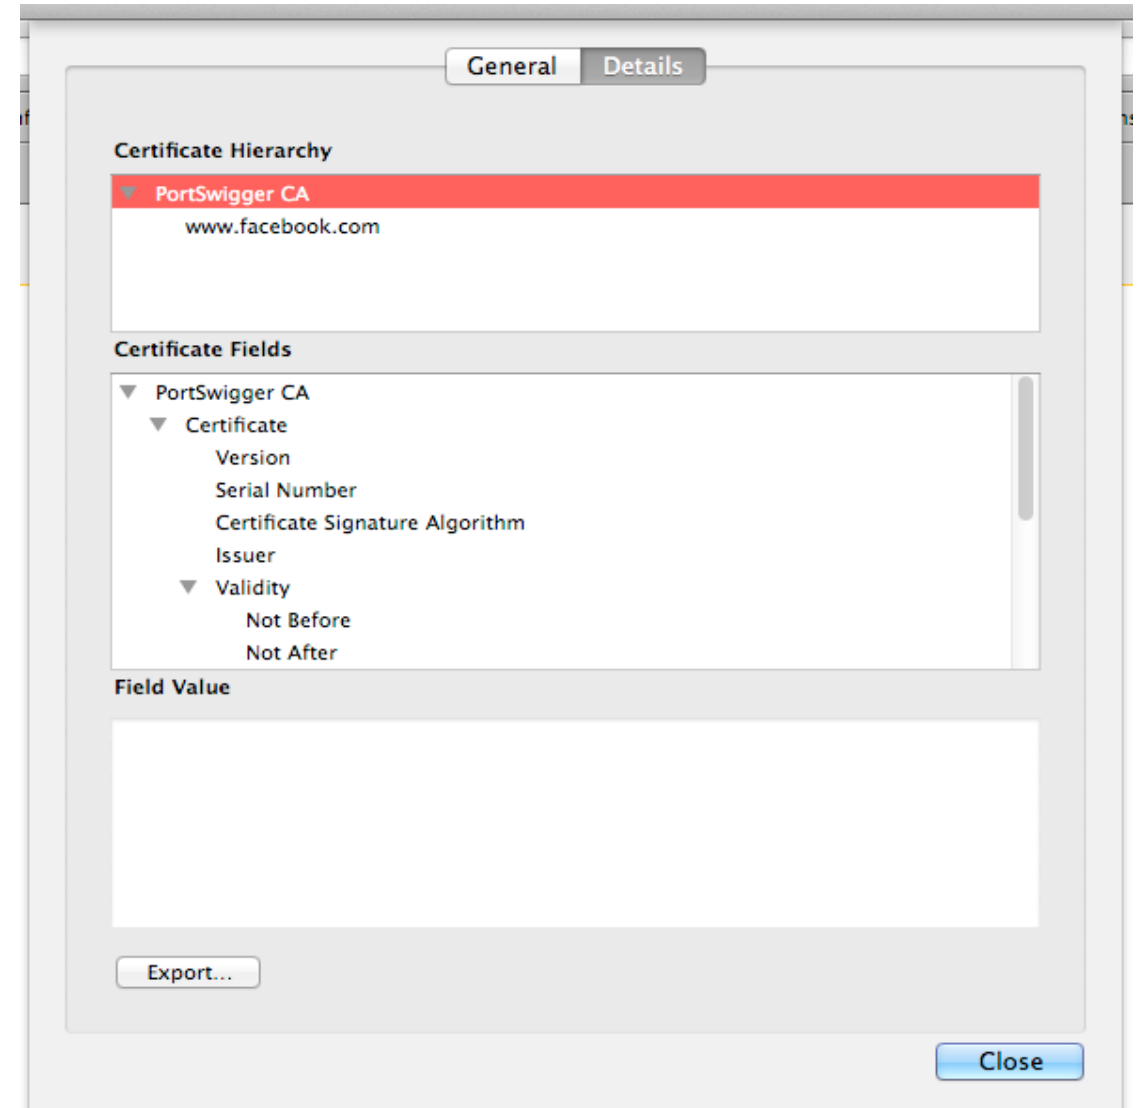 General Details
Certificate Hierarchy
PortSwigger CA
www.facebook.com
Certificate Fields
PortSwigger CA
Certificate
Version
Serial Number
Certificate Signature Algorithm
Issuer
Validity
Not Before
Not After
Field Value
Export...
Close